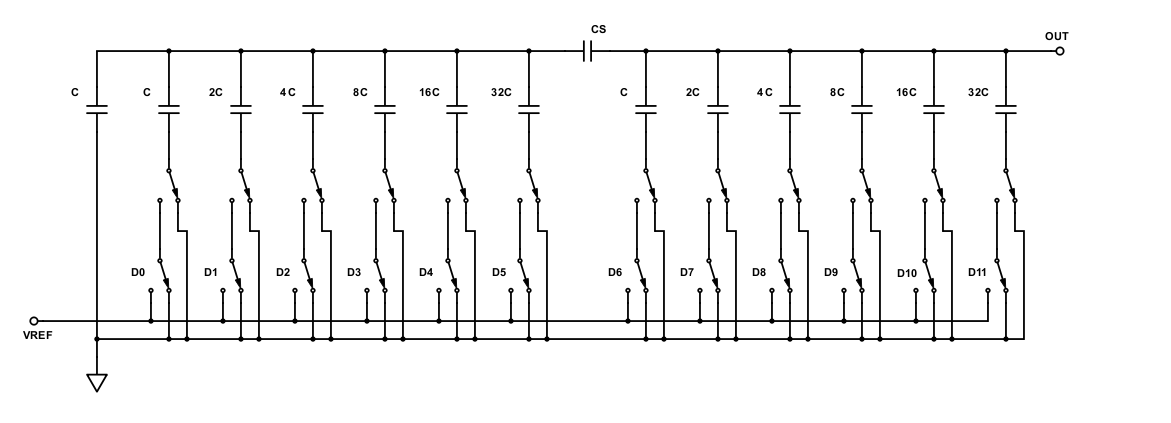 CS
OUT
C C 2C 4C 8C 16C 32C C 2C 4C 8C 16C 32C
D0 D1 D2 D3 D4 D5 D6 D7 D8 D9 D10 D11
VREF